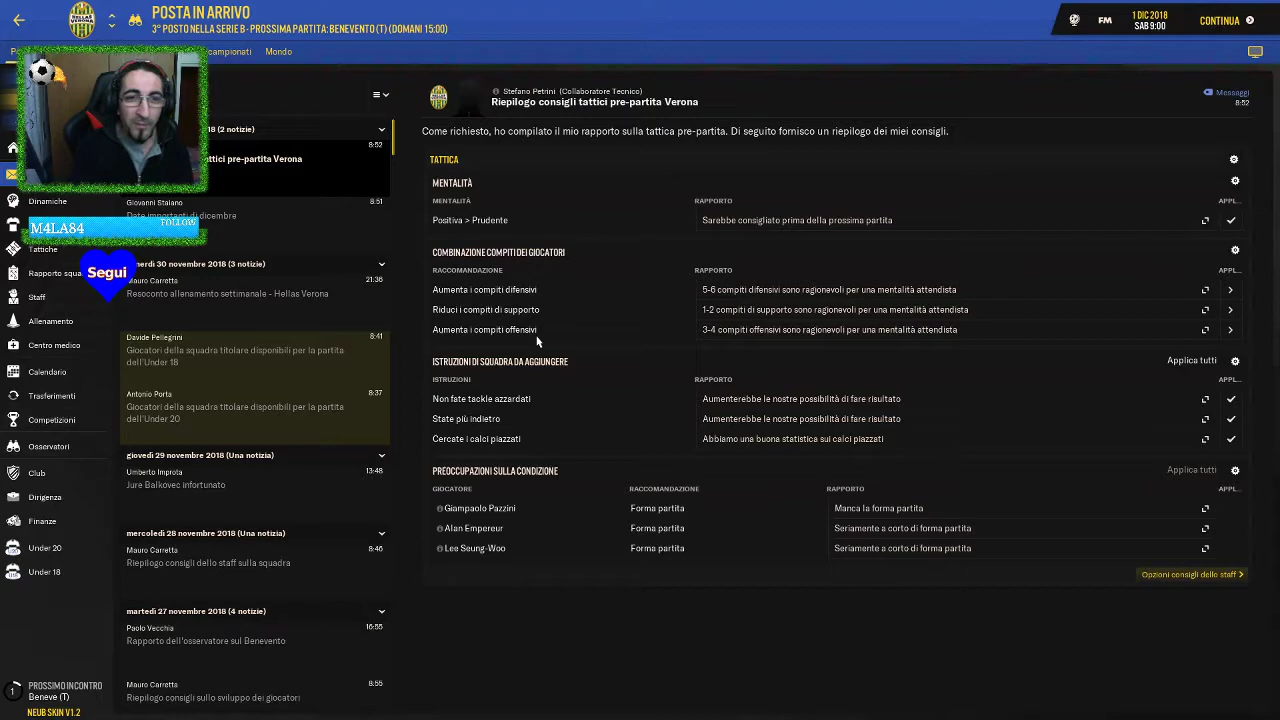 POSTA IN ARRIVO
3° POSTO NELLA SERIE B - PROSSIMA PARTITA: BENEVENTO (T) (DOMANI 15:00)
FM
1 DIC 2018
SAB 9:00
CONTINUA
campionati
Mondo
M4LA84
FOLLOW
Segui
Dinamiche
Tattiche
Rapporto squa
Staff
Allenamento
Centro medico
Calendario
Trasferimenti
Competizioni
Osservatori
Club
Dirigenza
Finanze
Under 20
Under 18
1
PROSSIMO INCONTRO
Beneve (T)
NEUB SKIN V1.2
18 (2 notizie)
8:52
attici pre-partita Verona
Giovanni Staiano
8:51
Date importanti di dicembre
nerdì 30 novembre 2018 (3 notizie)
Mauro Carretta
21:36
Resoconto allenamento settimanale - Hellas Verona
Davide Pellegrini
8:41
Giocatori della squadra titolare disponibili per la partita
dell'Under 18
Antonio Porta
8:37
Giocatori della squadra titolare disponibili per la partita
dell'Under 20
giovedì 29 novembre 2018 (Una notizia)
Umberto Improta
13:48
Jure Balkovec infortunato
mercoledì 28 novembre 2018 (Una notizia)
Mauro Carretta
8:46
Riepilogo consigli dello staff sulla squadra
martedì 27 novembre 2018 (4 notizie)
Paolo Vecchia
16:55
Rapporto dell'osservatore sul Benevento
Mauro Carretta
8:55
Riepilogo consigli sullo sviluppo dei giocatori
Stefano Petrini (Collaboratore Tecnico)
Riepilogo consigli tattici pre-partita Verona
Messaggi
8:52
Come richiesto, ho compilato il mio rapporto sulla tattica pre-partita. Di seguito fornisco un riepilogo dei miei consigli.
TATTICA
MENTALITÀ
MENTALITÀ RAPPORTO APPL...
Positiva > Prudente Sarebbe consigliato prima della prossima partita
COMBINAZIONE COMPITI DEI GIOCATORI
RACCOMANDAZIONE RAPPORTO APPL...
Aumenta i compiti difensivi 5-6 compiti difensivi sono ragionevoli per una mentalità attendista
Riduci i compiti di supporto 1-2 compiti di supporto sono ragionevoli per una mentalità attendista
Aumenta i compiti offensivi 3-4 compiti offensivi sono ragionevoli per una mentalità attendista
ISTRUZIONI DI SQUADRA DA AGGIUNGERE Applica tutti
ISTRUZIONI RAPPORTO APPL...
Non fate tackle azzardati Aumenterebbe le nostre possibilità di fare risultato
State più indietro Aumenterebbe le nostre possibilità di fare risultato
Cercate i calci piazzati Abbiamo una buona statistica sui calci piazzati
PREOCCUPAZIONI SULLA CONDIZIONE Applica tutti
GIOCATORE RACCOMANDAZIONE RAPPORTO APPL...
Giampaolo Pazzini Forma partita Manca la forma partita
Alan Empereur Forma partita Seriamente a corto di forma partita
Lee Seung-Woo Forma partita Seriamente a corto di forma partita
Opzioni consigli dello staff >